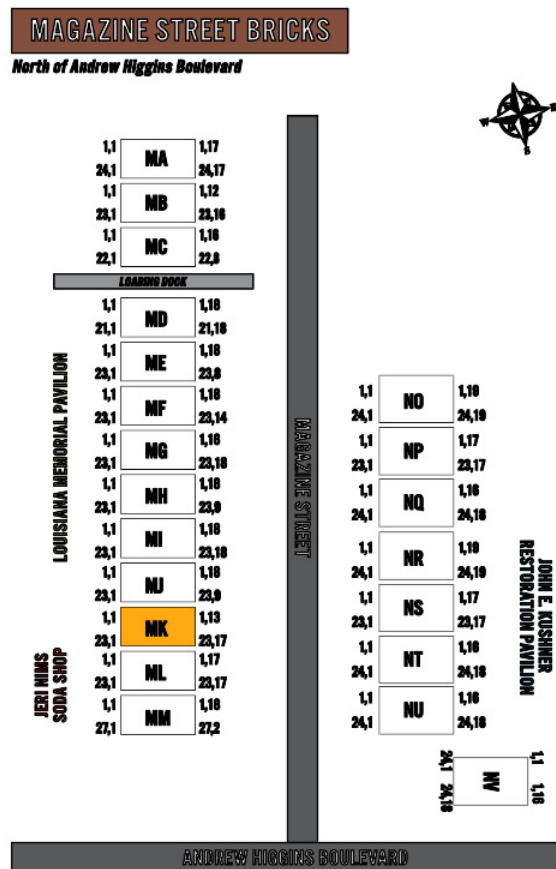 MAGAZINE STREET BRICKS
North of Andrew Higgins Boulevard
W
S
1,1 MA 1,17
24,1 24,17
1,1 MB 1,12
23,1 23,16
1,1 MC 1,16
22,1 22,8
LOADING DOCK
1,1 MD 1,18
21,1 21,18
1,1 ME 1,18
23,1 23,8
1,1 MF 1,18
23,1 23,14
1,1 MG 1,16
23,1 23,18
1,1 MH 1,18
23,1 23,9
1,1 MI 1,18
23,1 23,18
1,1 MJ 1,18
23,1 23,9
1,1 MK 1,13
23,1 23,17
1,1 ML 1,17
23,1 23,17
1,1 MM 1,18
27,1 27,2
LOUISIANA MEMORIAL PAVILION
JERI NIMS
SODA SHOP
MAGAZINE STREET
1,1 NO 1,19
24,1 24,19
1,1 NP 1,17
23,1 23,17
1,1 NQ 1,16
24,1 24,18
1,1 NR 1,19
24,1 24,19
1,1 NS 1,17
23,1 23,17
1,1 NT 1,16
24,1 24,18
1,1 NU 1,16
24,1 24,18
JOHN E. KUSHNER
RESTORATION PAVILION
1,1 NV 1,16
24,1 24,18
ANDREW HIGGINS BOULEVARD